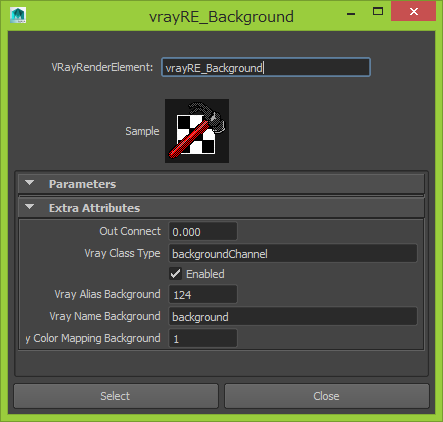 vrayRE_Background
VRayRenderElement: vrayRE_Background
Sample
Parameters
Extra Attributes
Out Connect 0.000
Vray Class Type backgroundChannel
Enabled
Vray Alias Background 124
Vray Name Background background
y Color Mapping Background 1
Select Close